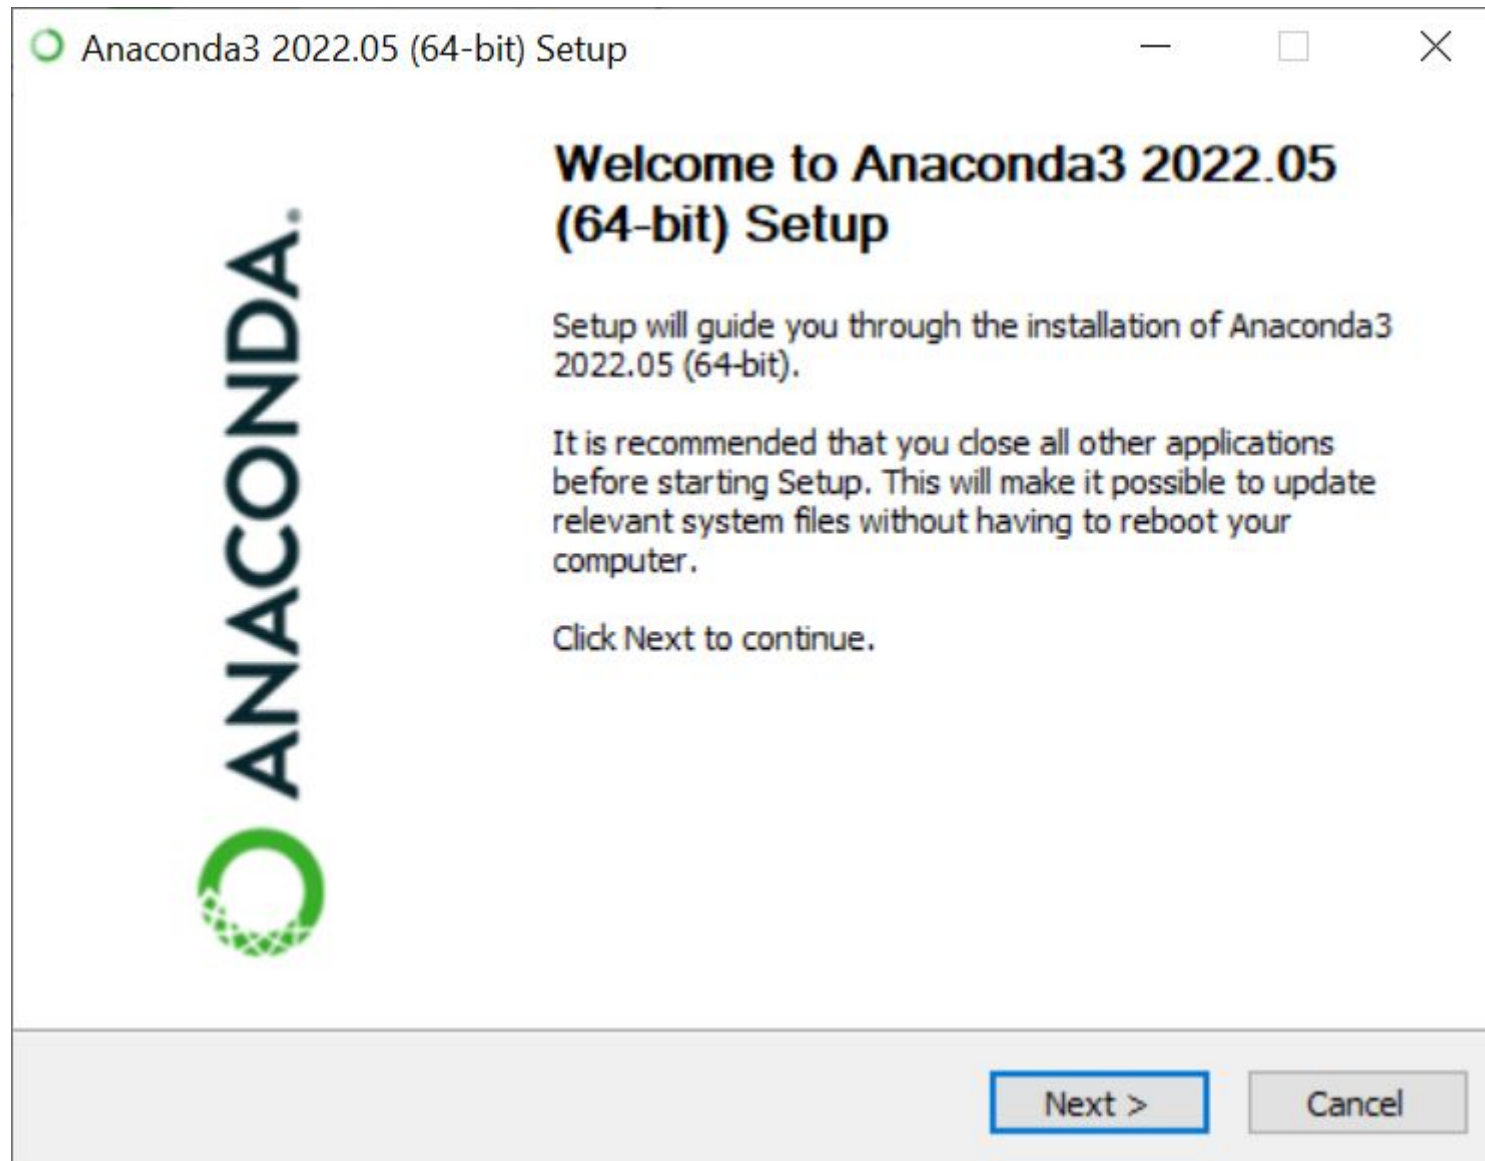 Anaconda3 2022.05 (64-bit) Setup
ANACONDA.
Welcome to Anaconda3 2022.05
(64-bit) Setup
Setup will guide you through the installation of Anaconda3
2022.05 (64-bit).
It is recommended that you close all other applications
before starting Setup. This will make it possible to update
relevant system files without having to reboot your
computer.
Click Next to continue.
Next >
Cancel